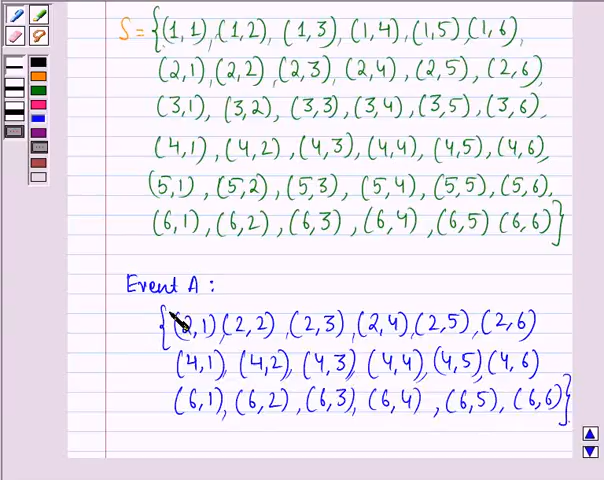 S = {(1,1), (1,2), (1,3), (1,4), (1,5), (1,6),
(2,1), (2,2), (2,3), (2,4), (2,5), (2,6),
(3,1), (3,2), (3,3), (3,4), (3,5), (3,6),
(4,1), (4,2), (4,3), (4,4), (4,5), (4,6),
(5,1), (5,2), (5,3), (5,4), (5,5), (5,6),
(6,1), (6,2), (6,3), (6,4), (6,5) (6,6)}
Event A :
{(2,1) (2,2), (2,3), (2,4) (2,5), (2,6)
(4,1), (4,2), (4,3) (4,4), (4,5) (4,6)
(6,1), (6,2), (6,3), (6,4), (6,5), (6,6)}